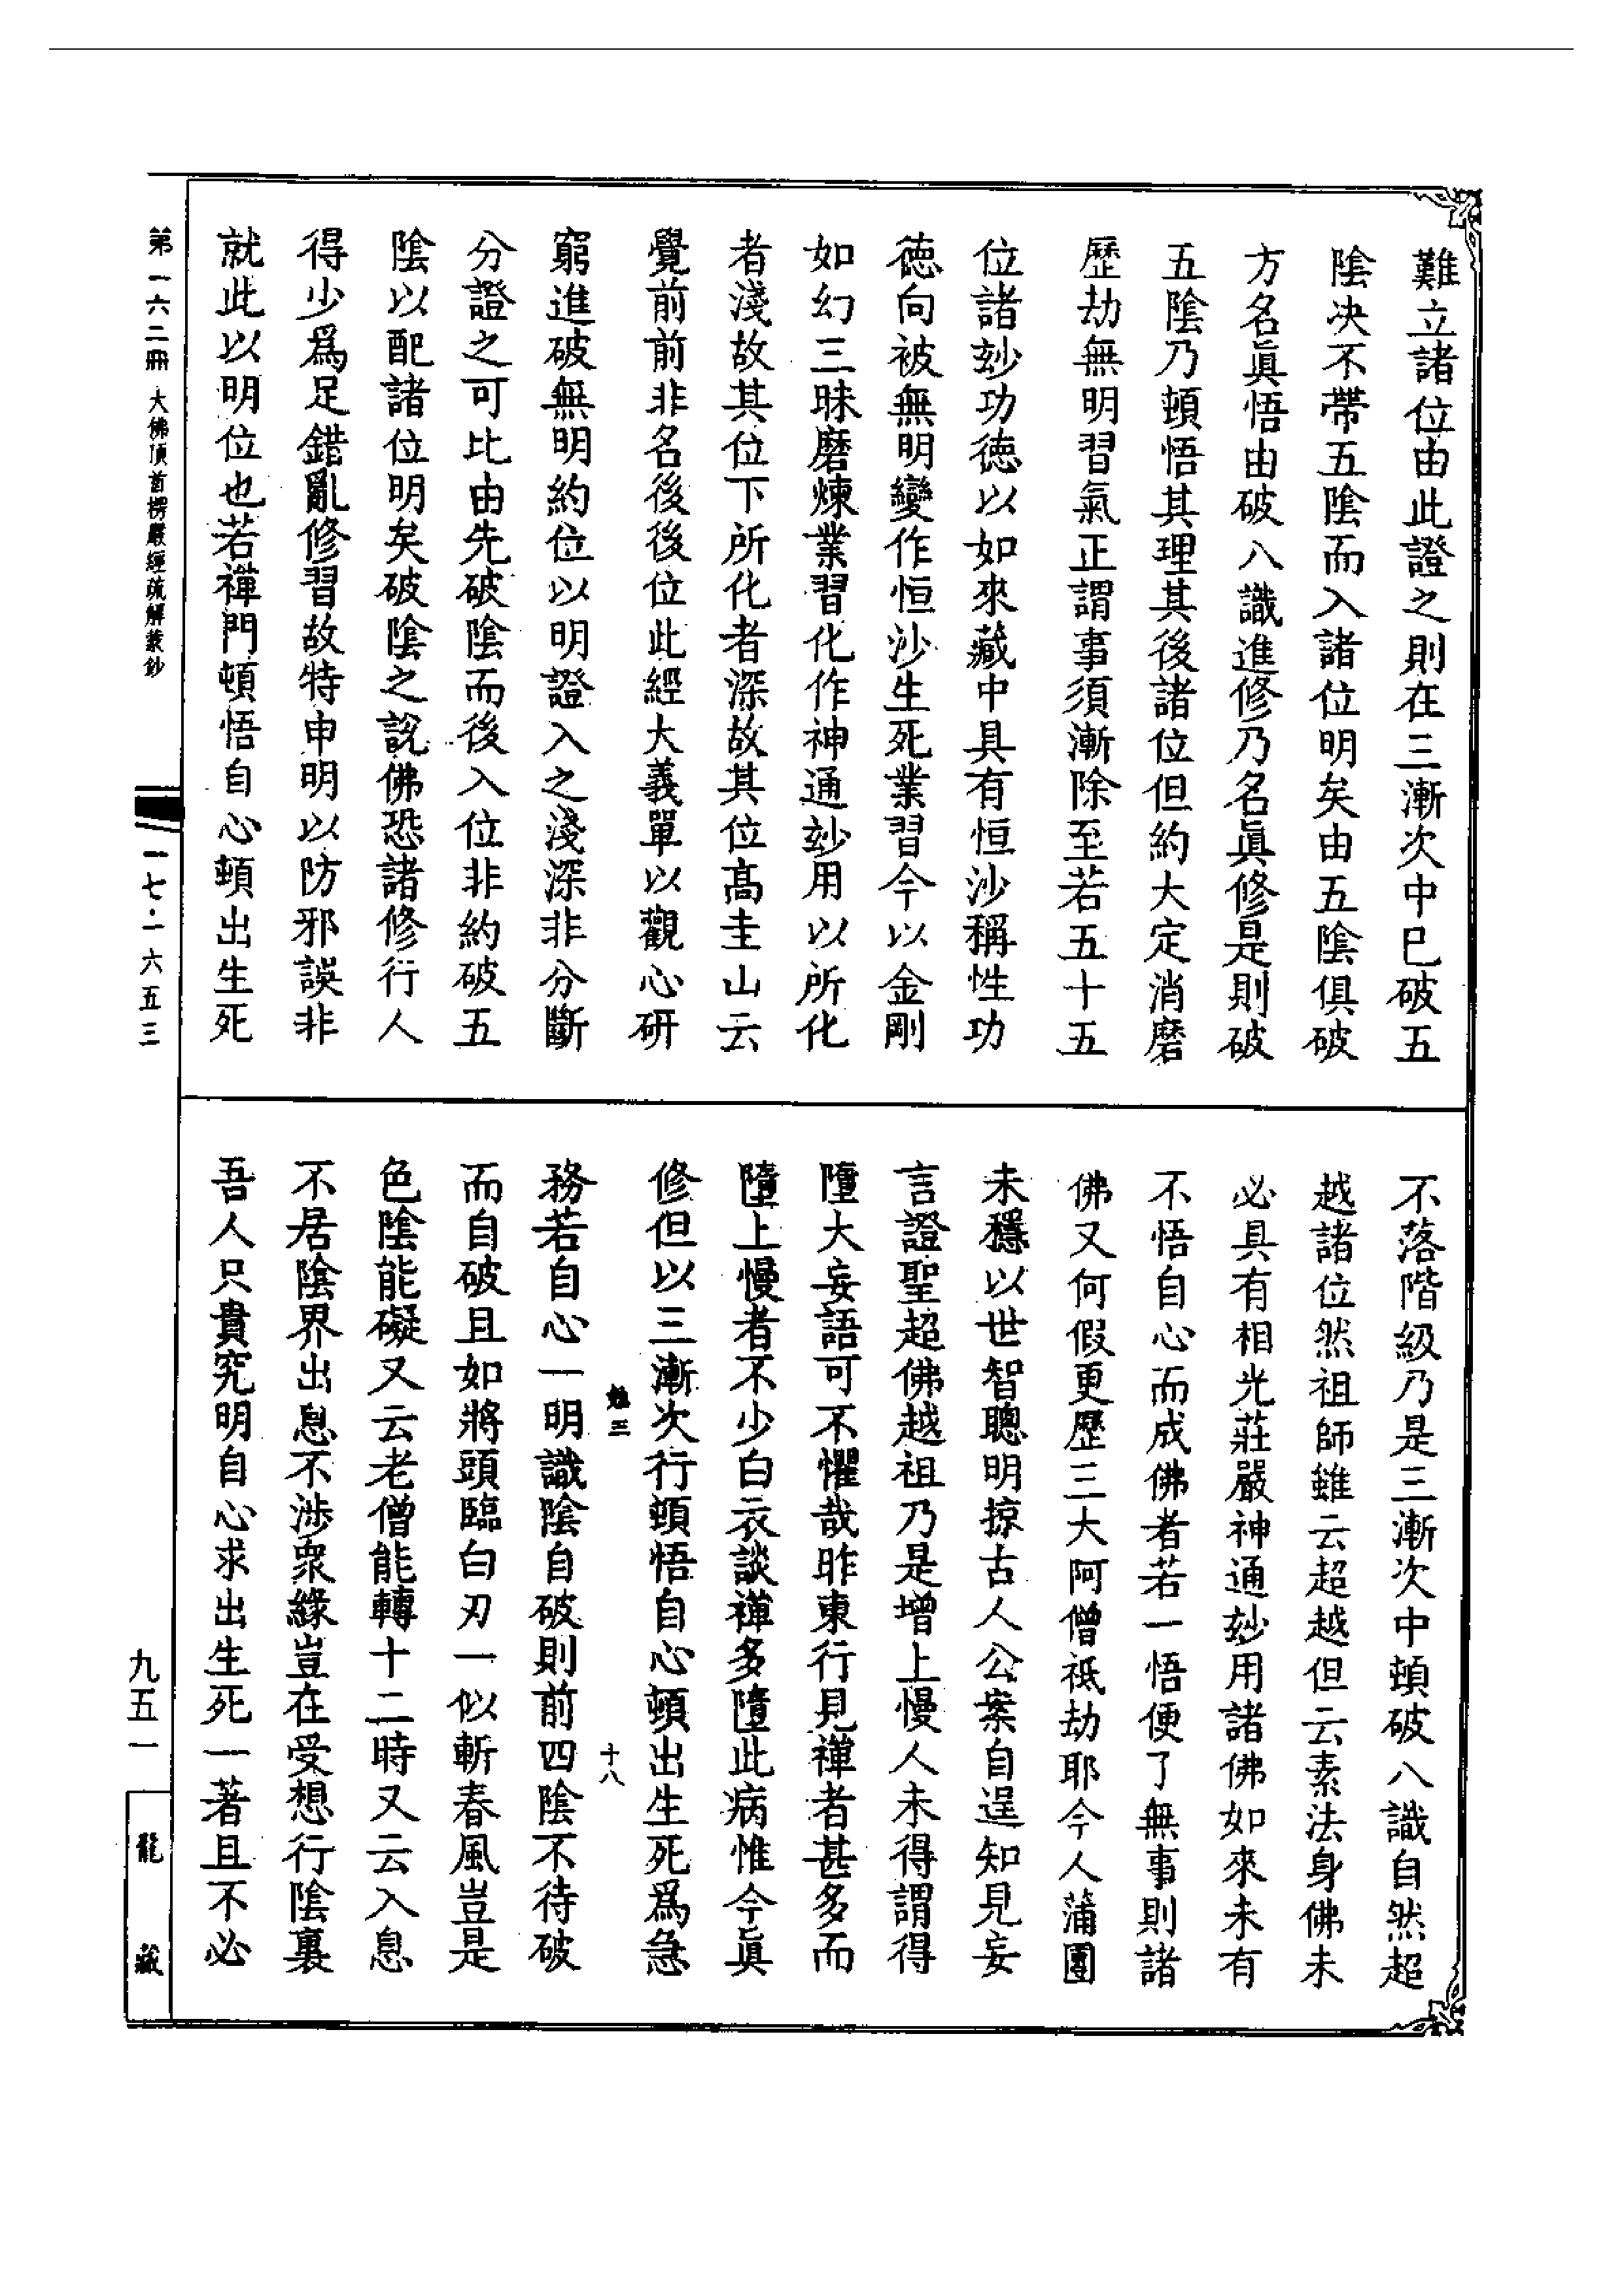 難立諸位由此證之則在三漸次中巳破五
陰决不帶五陰而入諸位明矣由五陰俱破
方名眞悟由破八識進修乃名眞修是則破
五陰乃頓悟其理其後諸位但約大定消磨
歷劫無明習氣正謂事須漸除至若五十五
位諸玅功德以如來藏中具有恒沙稱性功
德向被無明變作恒沙生死業習今以金剛
如幻三昧磨煉業習化作神通玅用以所化
者淺故其位下所化者深故其位髙圭山云
覺前前非名後後位此經大義單以觀心研
窮進破無明約位以明證入之淺深非分斷
分證之可比由先破陰而後入位非約破五
陰以配諸位明矣破陰之說佛恐諸修行人
得少爲足錯亂修習故特申明以防邪誤非
就此以明位也若禪門頓悟自心頓出生死
不落階級乃是三漸次中頓破八識自然超
越諸位然祖師雖云超越但云素法身佛未
必具有相光莊嚴神通玅用諸佛如來未有
不悟自心而成佛者若一悟便了無事則諸
佛又何假更歷三大阿僧祇劫耶今人蒲團
未穩以世智聰明掠古人公案自逞知見妄
言證聖超佛越祖乃是增上慢人未得謂得
墮大妄語可不懼哉昨東行見禪者甚多而
墮上慢者不少白衣談禪多墮此病惟今眞
修但以三漸次行頓悟自心頓出生死爲急
務若自心一明識陰自破則前四陰不待破
而自破且如將頭臨白刃一似斬春風豈是
色陰能礙又云老僧能轉十二時又云入息
不居陰界出息不涉衆緣豈在受想行陰裏
吾人只貴究明自心求出生死一著且不必
三
十八
第一六二冊 大佛頂首楞嚴經疏解蒙鈔
一七·一六五三
九五一
龍藏